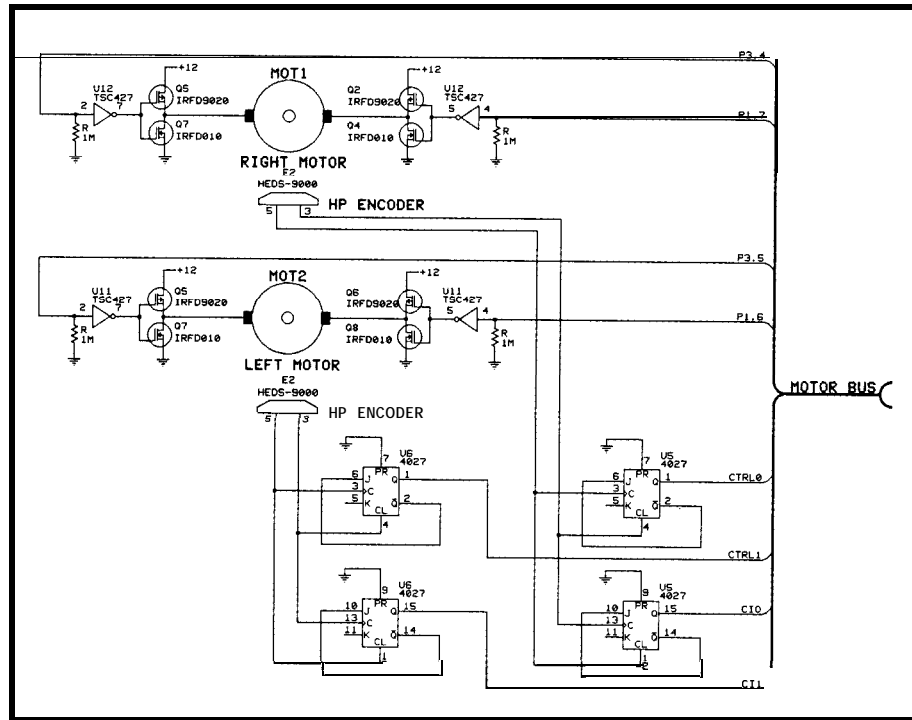 P3.4
+12
MOT1
+12
U12
TSC427
Q5
IRFD9020
Q2
IRFD9020
U12
TSC427
2
7
5
4
P1.7
R
1M
Q7
IRFD010
Q4
IRFD010
R
1M
RIGHT MOTOR
E2
HEDS-9000
5
3
HP ENCODER
P3.5
+12
MOT2
+12
U11
TSC427
Q5
IRFD9020
Q6
IRFD9020
U11
TSC427
2
7
5
4
P1.6
R
1M
Q7
IRFD010
Q8
IRFD010
R
1M
LEFT MOTOR
E2
HEDS-9000
5
3
HP ENCODER
MOTOR BUS
7
U6
4027
PR
6
J
Q
1
3
C
5
K
Q
2
CL
4
7
U5
4027
PR
6
J
Q
1
CTRL0
3
C
5
K
Q
2
CL
4
CTRL1
9
U6
4027
PR
10
J
Q
15
13
C
11
K
Q
14
CL
1
9
U5
4027
PR
10
J
Q
15
CI0
13
C
11
K
Q
14
CL
CI1